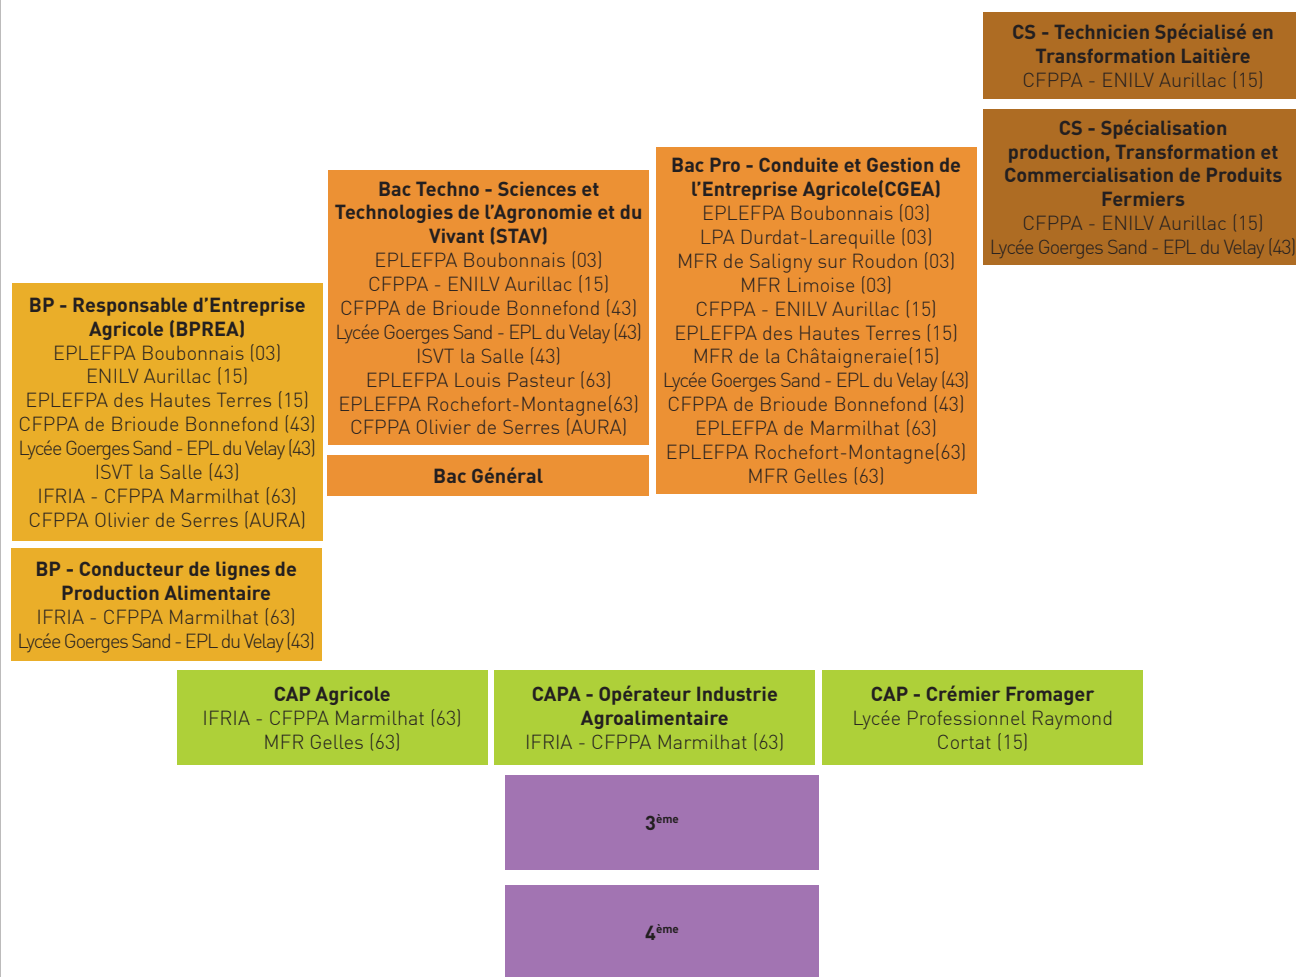 CS - Technicien Spécialisé en
Transformation Laitière
CFPPA - ENILV Aurillac (15)
CS - Spécialisation
production, Transformation et
Commercialisation de Produits
Fermiers
CFPPA - ENILV Aurillac (15)
Lycée Goerges Sand - EPL du Velay (43)
Bac Pro - Conduite et Gestion de
l’Entreprise Agricole(CGEA)
EPLEFPA Boubonnais (03)
LPA Durdat-Larequille (03)
MFR de Saligny sur Roudon (03)
MFR Limoise (03)
CFPPA - ENILV Aurillac (15)
EPLEFPA des Hautes Terres (15)
MFR de la Châtaigneraie(15)
Lycée Goerges Sand - EPL du Velay (43)
CFPPA de Brioude Bonnefond (43)
EPLEFPA de Marmilhat (63)
EPLEFPA Rochefort-Montagne(63)
MFR Gelles (63)
Bac Techno - Sciences et
Technologies de l’Agronomie et du
Vivant (STAV)
EPLEFPA Boubonnais (03)
CFPPA - ENILV Aurillac (15)
CFPPA de Brioude Bonnefond (43)
Lycée Goerges Sand - EPL du Velay (43)
ISVT la Salle (43)
EPLEFPA Louis Pasteur (63)
EPLEFPA Rochefort-Montagne(63)
CFPPA Olivier de Serres (AURA)
Bac Général
BP - Responsable d’Entreprise
Agricole (BPREA)
EPLEFPA Boubonnais (03)
ENILV Aurillac (15)
EPLEFPA des Hautes Terres (15)
CFPPA de Brioude Bonnefond (43)
Lycée Goerges Sand - EPL du Velay (43)
ISVT la Salle (43)
IFRIA - CFPPA Marmilhat (63)
CFPPA Olivier de Serres (AURA)
BP - Conducteur de lignes de
Production Alimentaire
IFRIA - CFPPA Marmilhat (63)
Lycée Goerges Sand - EPL du Velay (43)
CAP Agricole
IFRIA - CFPPA Marmilhat (63)
MFR Gelles (63)
CAPA - Opérateur Industrie
Agroalimentaire
IFRIA - CFPPA Marmilhat (63)
CAP - Crémier Fromager
Lycée Professionnel Raymond
Cortat (15)
3ème
4ème